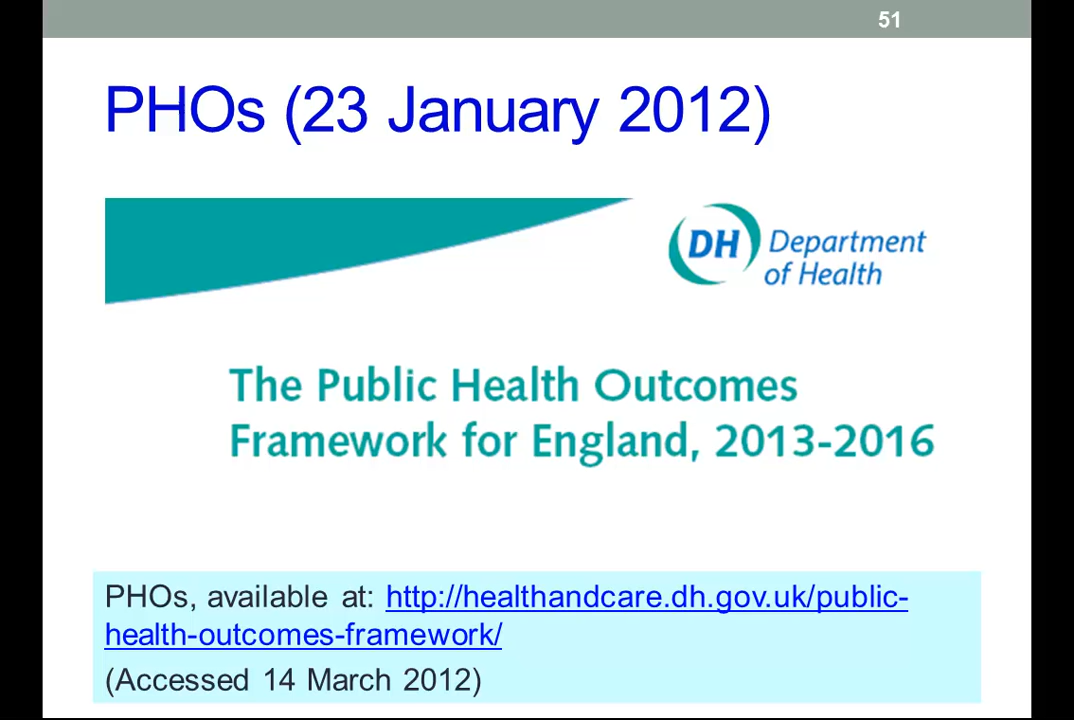 51
PHOs (23 January 2012)
DH Department
of Health
The Public Health Outcomes
Framework for England, 2013-2016
PHOs, available at: http://healthandcare.dh.gov.uk/public-
health-outcomes-framework/
(Accessed 14 March 2012)